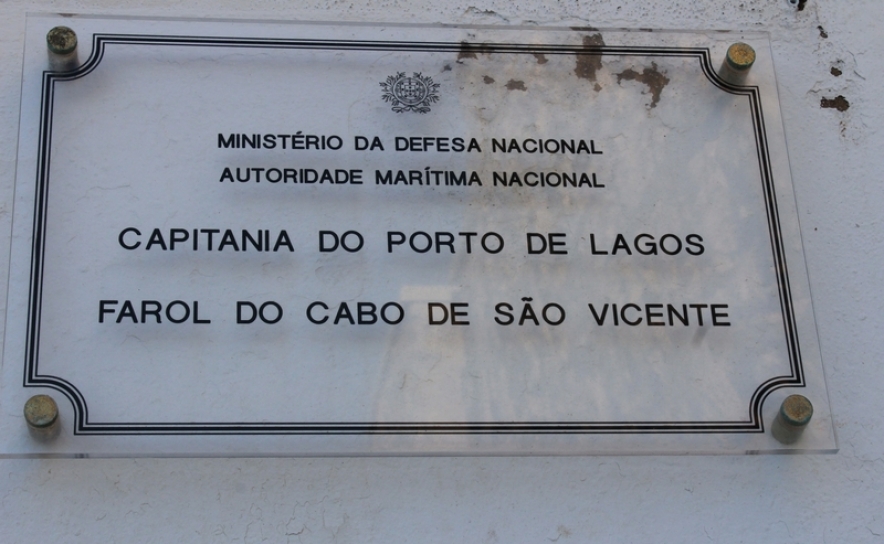 MINISTÉRIO DA DEFESA NACIONAL
AUTORIDADE MARÍTIMA NACIONAL
CAPITANIA DO PORTO DE LAGOS
FAROL DO CABO DE SÃO VICENTE